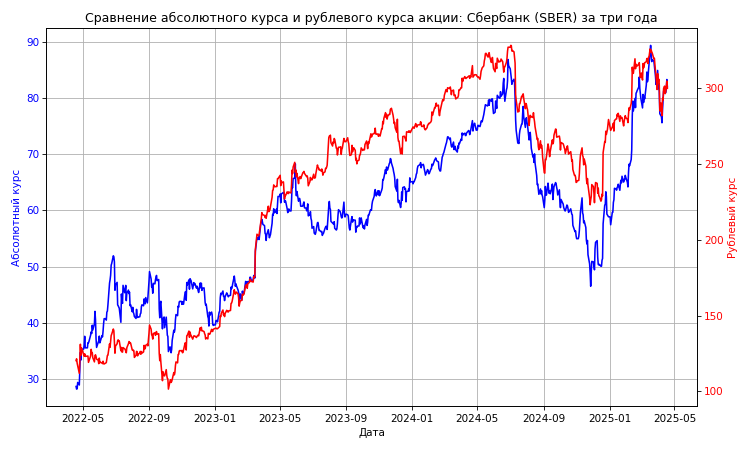 Сравнение абсолютного курса и рублевого курса акции: Сбербанк (SBER) за три года
90
80
70
60
50
40
30
Абсолютный курс
300
250
200
150
100
Рублевый курс
2022-05 2022-09 2023-01 2023-05 2023-09 2024-01 2024-05 2024-09 2025-01 2025-05
Дата